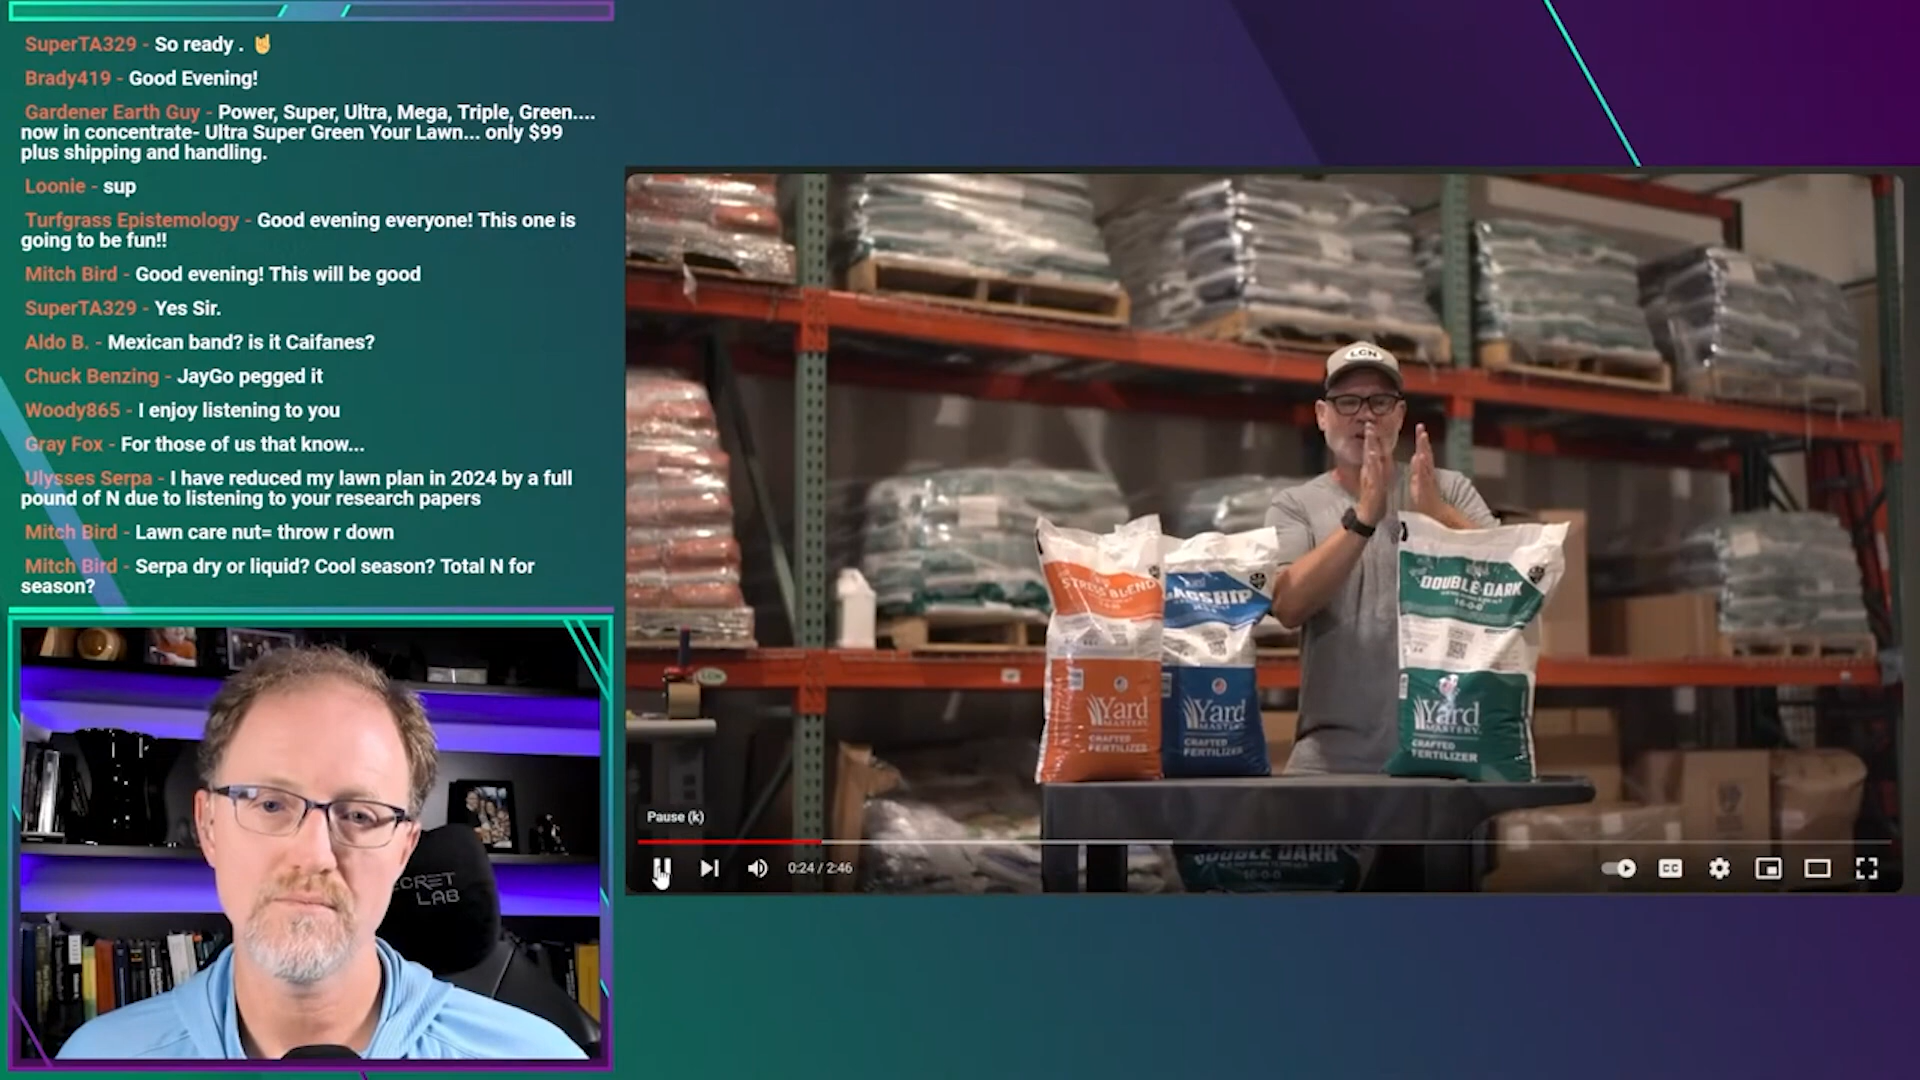 SuperTA329 - So ready . 🤘
Brady419 - Good Evening!
Gardener Earth Guy - Power, Super, Ultra, Mega, Triple, Green....
now in concentrate- Ultra Super Green Your Lawn... only $99
plus shipping and handling.
Loonie - sup
Turfgrass Epistemology - Good evening everyone! This one is
going to be fun!!
Mitch Bird - Good evening! This will be good
SuperTA329 - Yes Sir.
Aldo B. - Mexican band? is it Caifanes?
Chuck Benzing - JayGo pegged it
Woody865 - I enjoy listening to you
Gray Fox - For those of us that know...
Ulysses Serpa - I have reduced my lawn plan in 2024 by a full
pound of N due to listening to your research papers
Mitch Bird - Lawn care nut= throw r down
Mitch Bird - Serpa dry or liquid? Cool season? Total N for
season?
LCN
STRESS BLEND
AGSHIP
DOUBLE DARK
16-0-0
Yard
MASTERY
CRAFTED
FERTILIZER
Yard
MASTERY
CRAFTED
FERTILIZER
Yard
MASTERY
CRAFTED
FERTILIZER
LCN
Pause (k)
0:24 / 2:46
CC
DOUBLE DARK
16-0-0
CRET
LAB